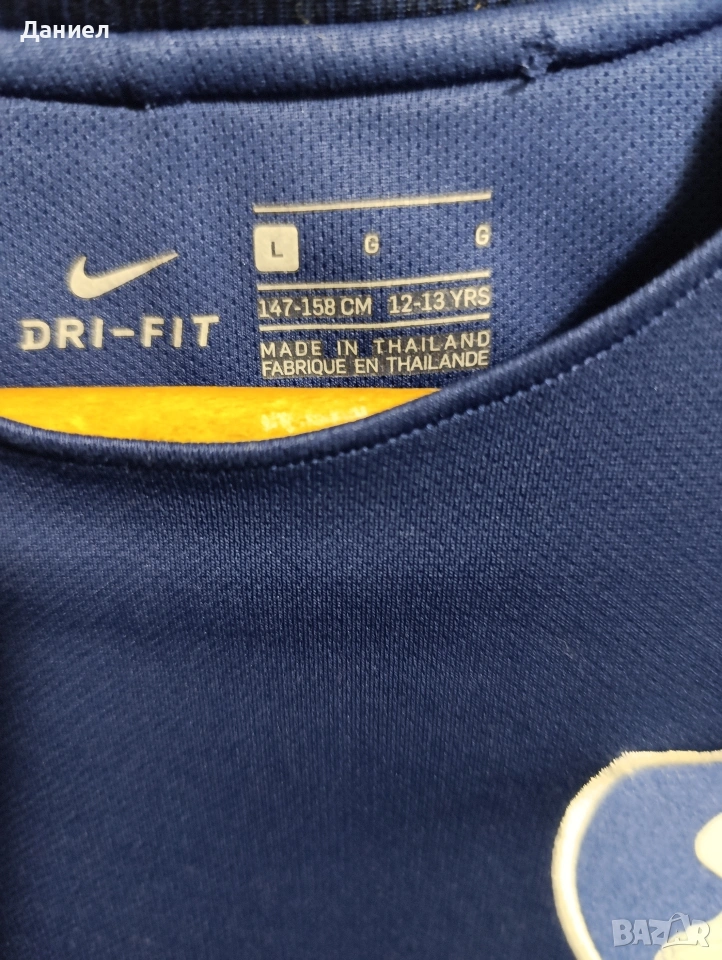 Даниел
L G G
147-158 CM 12-13 YRS
DRI-FIT
MADE IN THAILAND
FABRIQUE EN THAILANDE
BAZAR